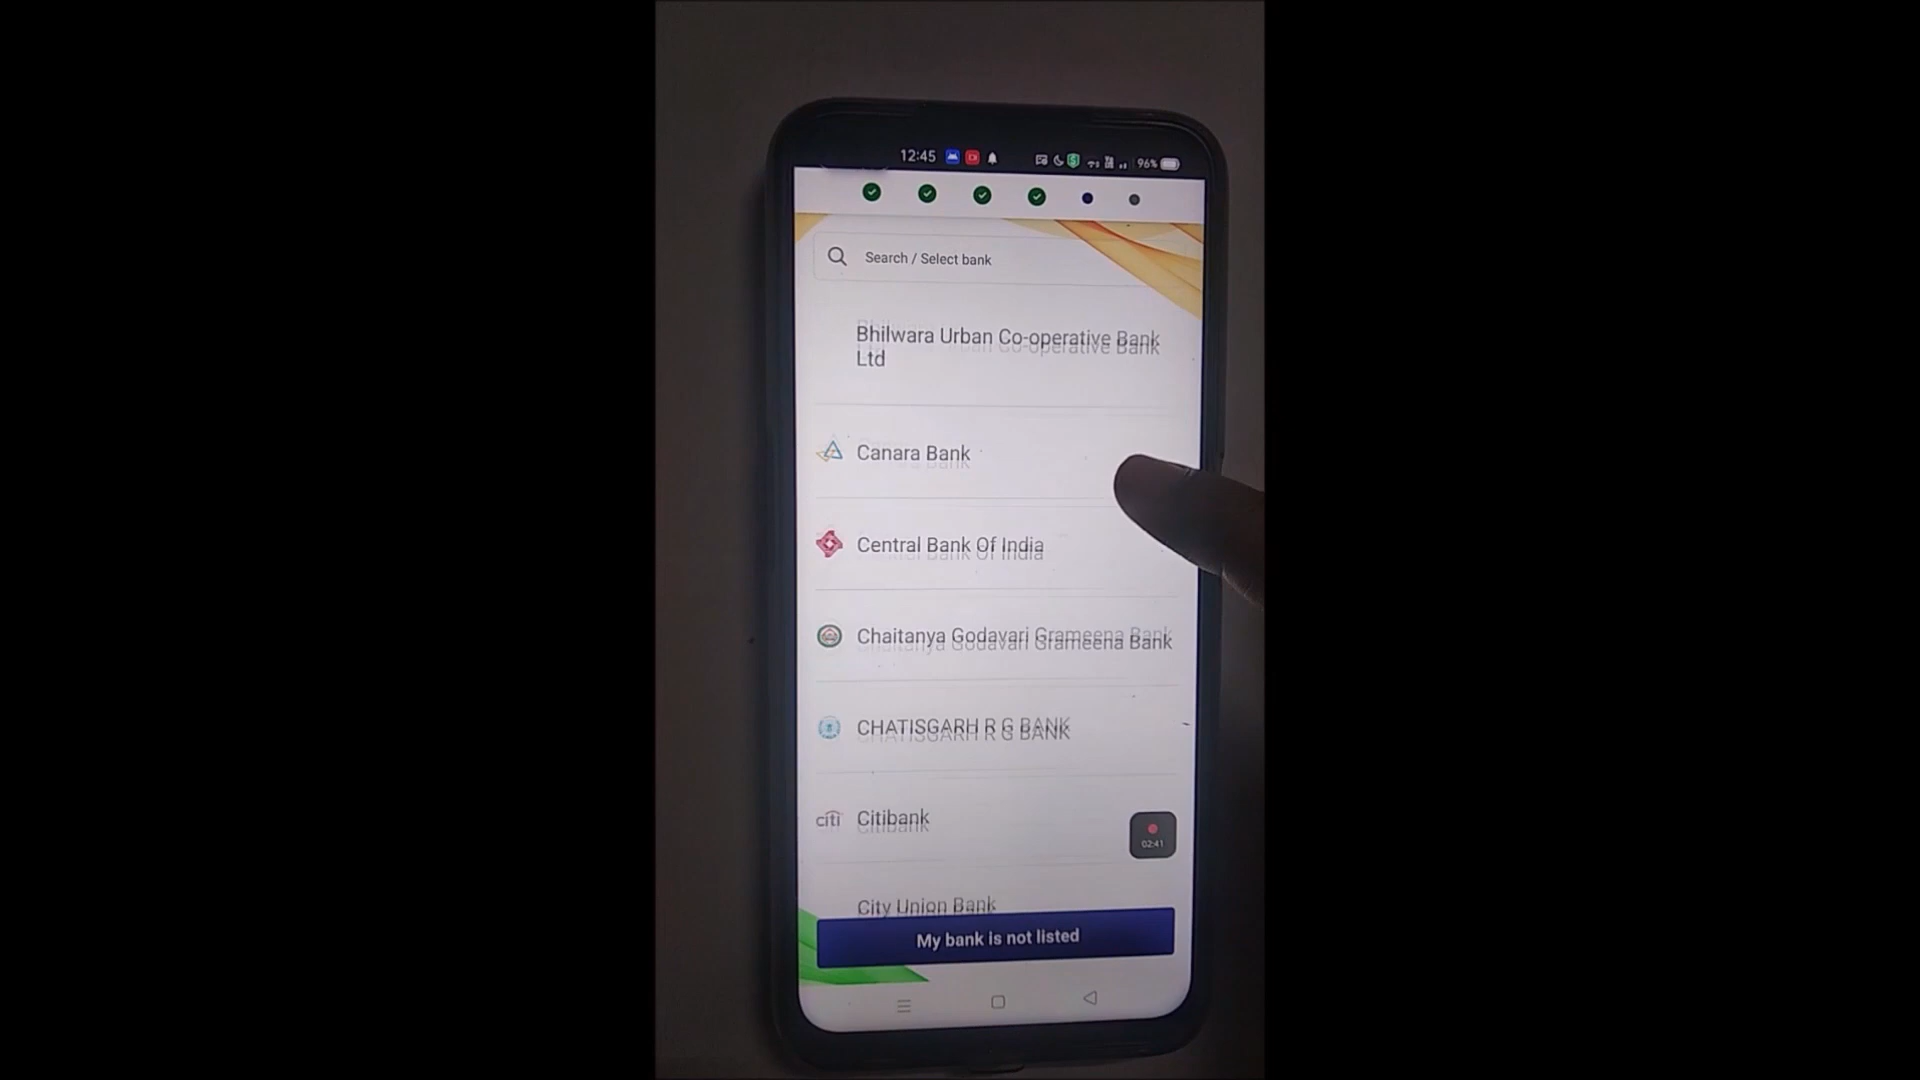 12:45
96%
Search / Select bank
Bhilwara Urban Co-operative Bank
Ltd
Canara Bank
Central Bank Of India
Chaitanya Godavari Grameena Bank
CHATISGARH R G BANK
citi Citibank
02:41
City Union Bank
My bank is not listed